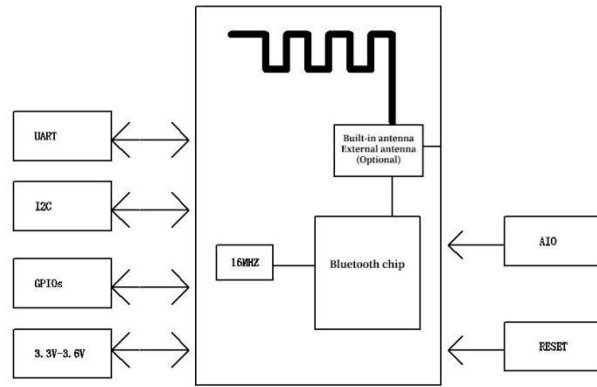 Built-in antenna
External antenna
(Optional)
UART
I2C
GPIOs
3.3V-3.6V
16MHZ
Bluetooth chip
AIO
RESET